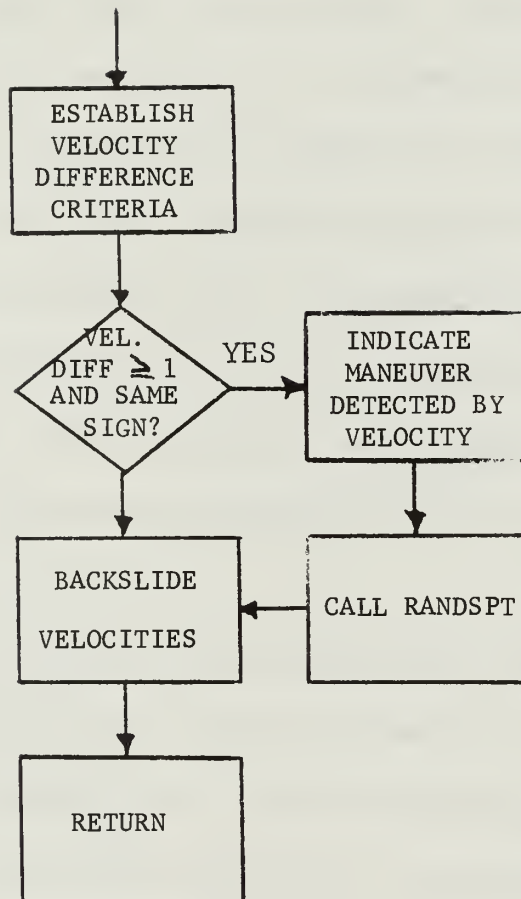 ESTABLISH
VELOCITY
DIFFERENCE
CRITERIA
VEL.
DIFF ≥ 1
AND SAME
SIGN?
YES
INDICATE
MANEUVER
DETECTED BY
VELOCITY
CALL RANDSPT
BACKSLIDE
VELOCITIES
RETURN